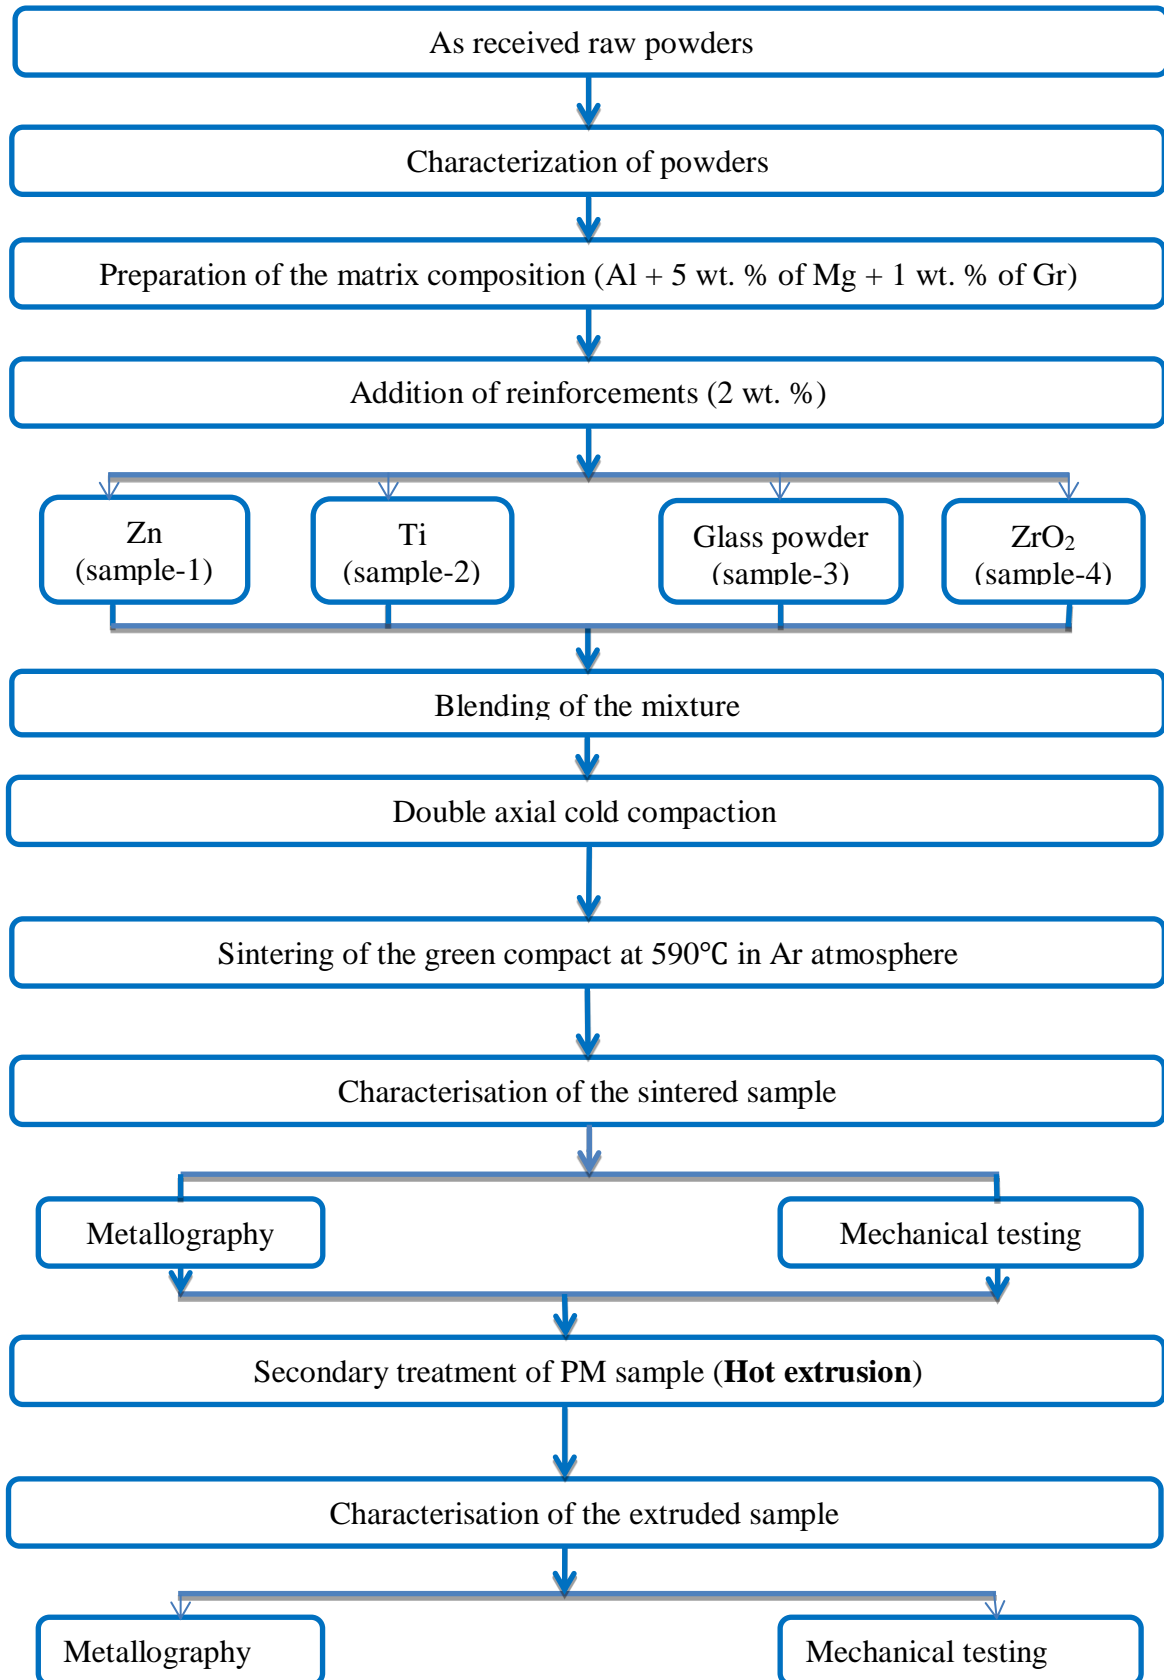 As received raw powders
Characterization of powders
Preparation of the matrix composition (Al + 5 wt. % of Mg + 1 wt. % of Gr)
Addition of reinforcements (2 wt. %)
Zn
(sample-1)
Ti
(sample-2)
Glass powder
(sample-3)
ZrO₂
(sample-4)
Blending of the mixture
Double axial cold compaction
Sintering of the green compact at 590℃ in Ar atmosphere
Characterisation of the sintered sample
Metallography
Mechanical testing
Secondary treatment of PM sample (Hot extrusion)
Characterisation of the extruded sample
Metallography
Mechanical testing